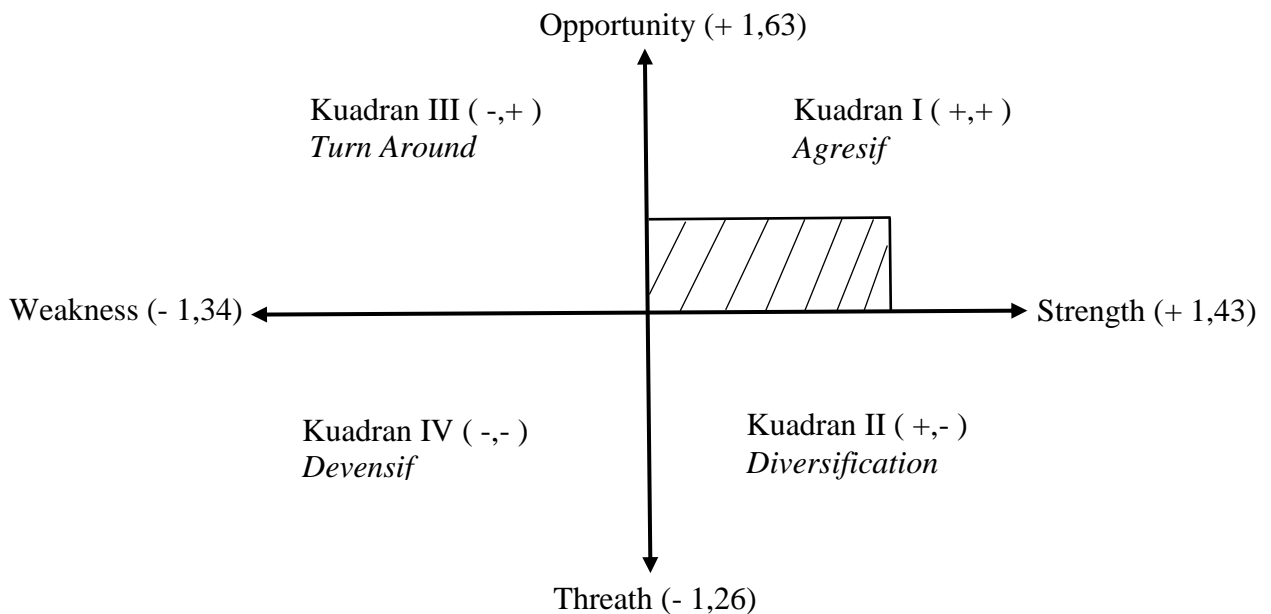 Opportunity (+ 1,63)
Kuadran III ( -,+ )
Turn Around
Kuadran I ( +,+ )
Agresif
Weakness (- 1,34)
Strength (+ 1,43)
Kuadran IV ( -,- )
Devensif
Kuadran II ( +,- )
Diversification
Threath (- 1,26)